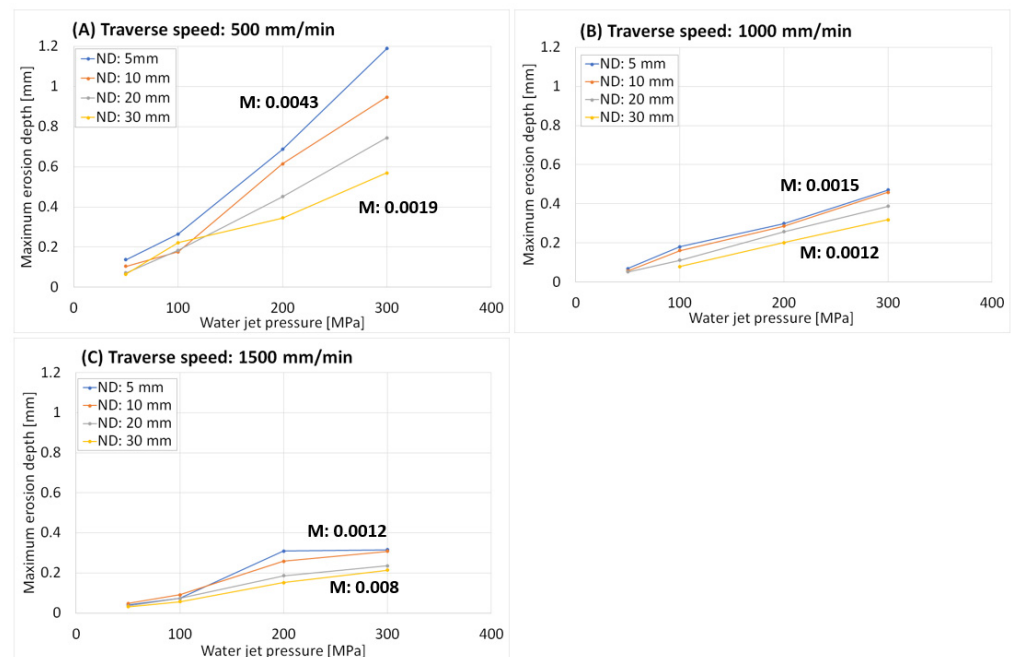 (A) Traverse speed: 500 mm/min
Maximum erosion depth [mm]
1.2
1
0.8
0.6
0.4
0.2
0
ND: 5mm
ND: 10 mm
ND: 20 mm
ND: 30 mm
M: 0.0043
M: 0.0019
0 100 200 300 400
Water jet pressure [MPa]
(B) Traverse speed: 1000 mm/min
Maximum erosion depth [mm]
1.2
1
0.8
0.6
0.4
0.2
0
ND: 5 mm
ND: 10 mm
ND: 20 mm
ND: 30 mm
M: 0.0015
M: 0.0012
0 100 200 300 400
Water jet pressure [MPa]
(C) Traverse speed: 1500 mm/min
Maximum erosion depth [mm]
1.2
1
0.8
0.6
0.4
0.2
0
ND: 5 mm
ND: 10 mm
ND: 20 mm
ND: 30 mm
M: 0.0012
M: 0.008
0 100 200 300 400
Water jet pressure [MPa]